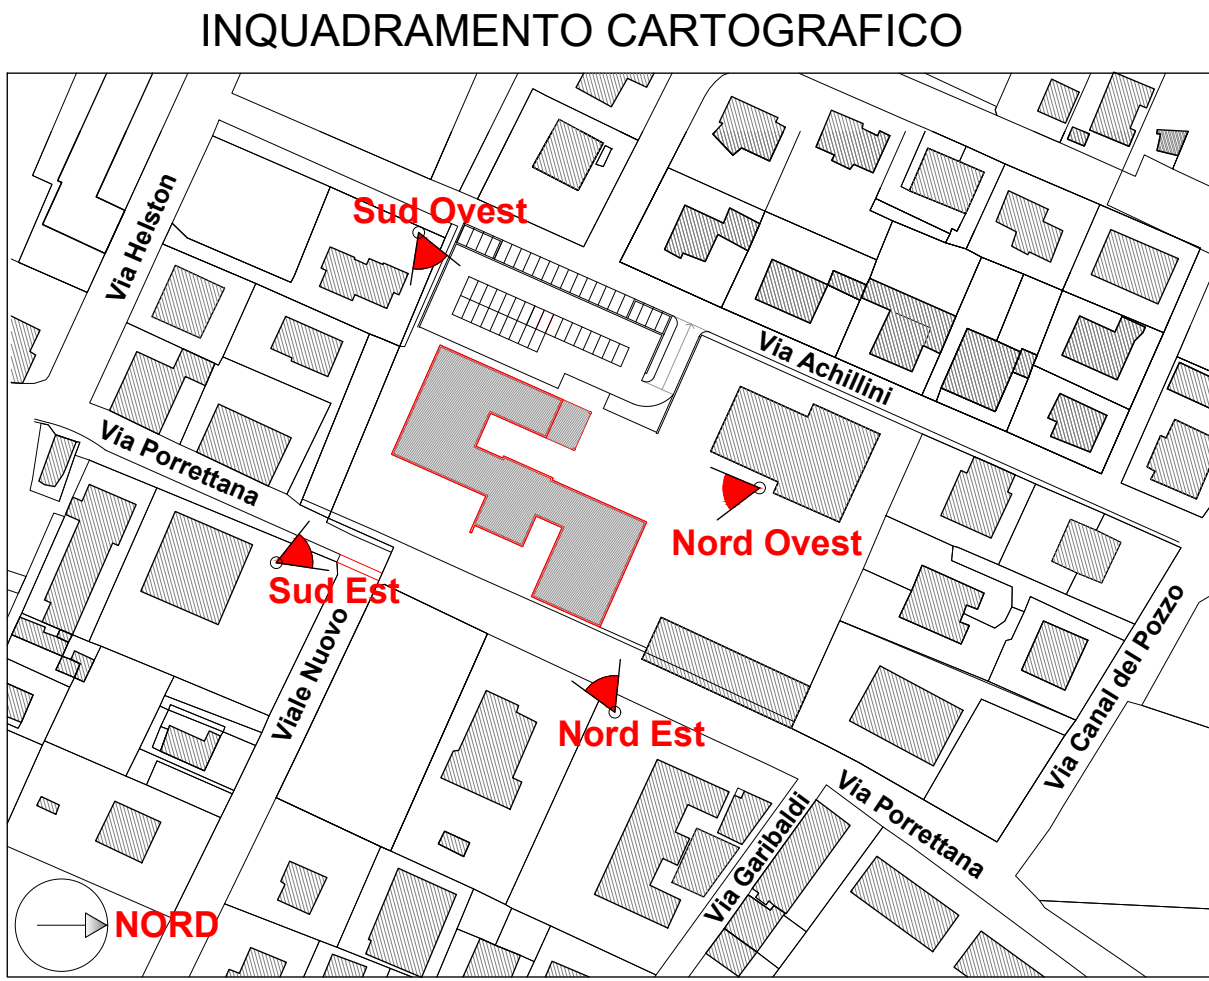 INQUADRAMENTO CARTOGRAFICO
Via Helston
Sud Ovest
Via Achillini
Via Porrettana
Nord Ovest
Sud Est
Viale Nuovo
Nord Est
Via Canal del Pozzo
Via Garibaldi
Via Porrettana
NORD